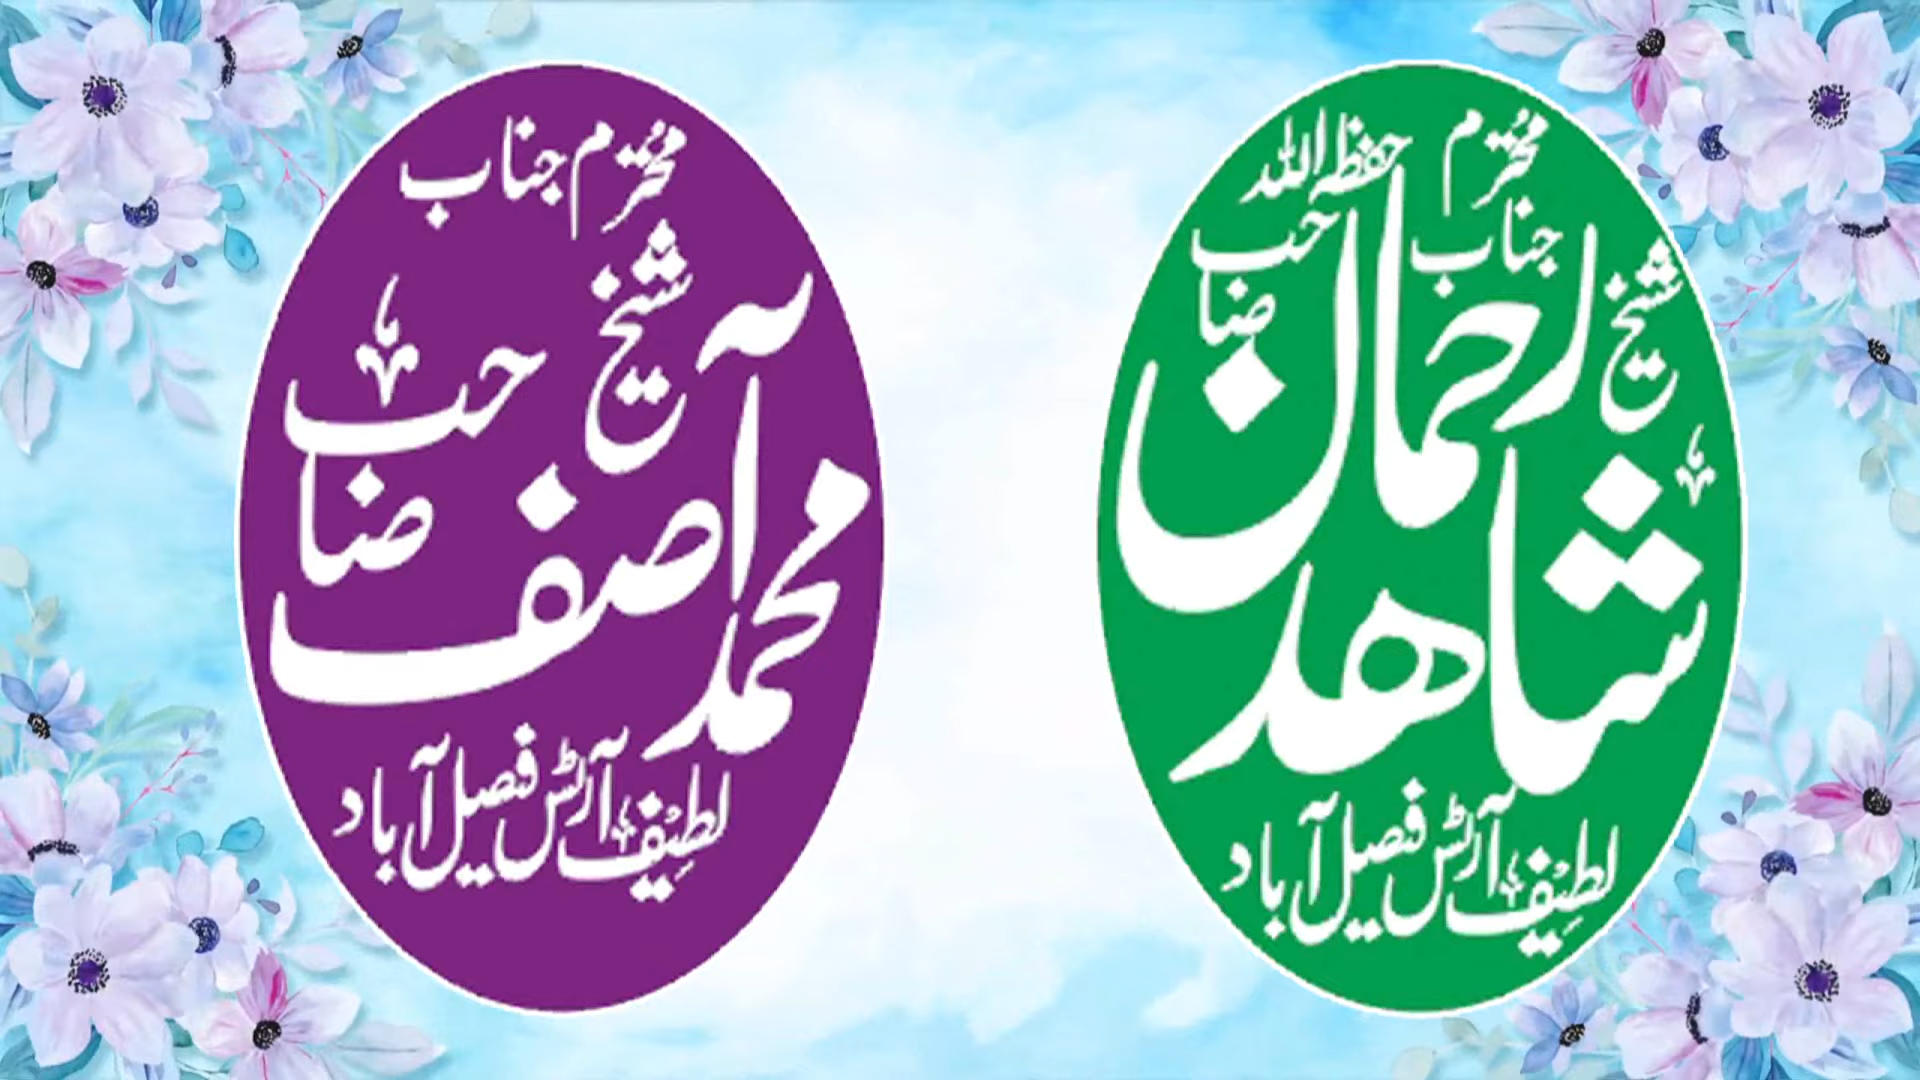 محترم جناب
شیخ
محمد آصف
صاحب
لطیف آرٹس فیصل آباد
محترم جناب
شیخ
شاھد رحمان
صاحب
حفظہ اللہ
لطیف آرٹس فیصل آباد